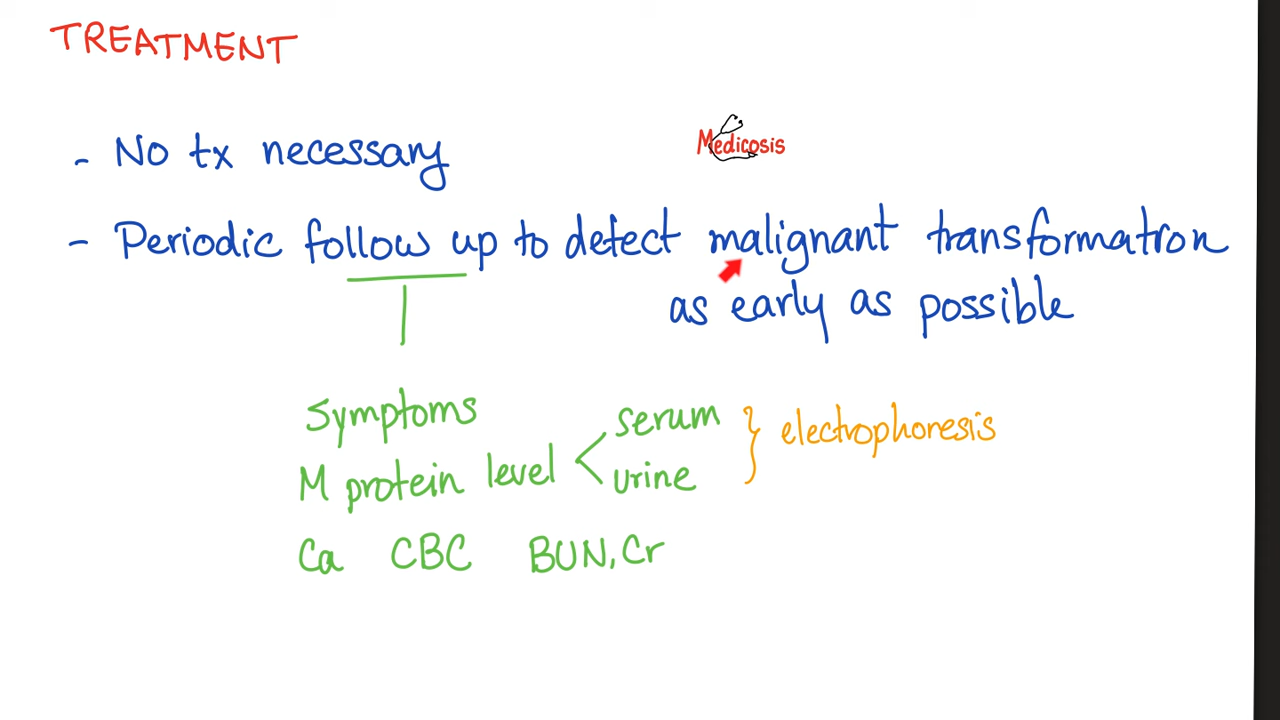 TREATMENT
- No tx necessary
Medicosis
- Periodic follow up to detect malignant transformation
as early as possible
Symptoms
M protein level < serum
urine
} electrophoresis
Ca CBC BUN, Cr